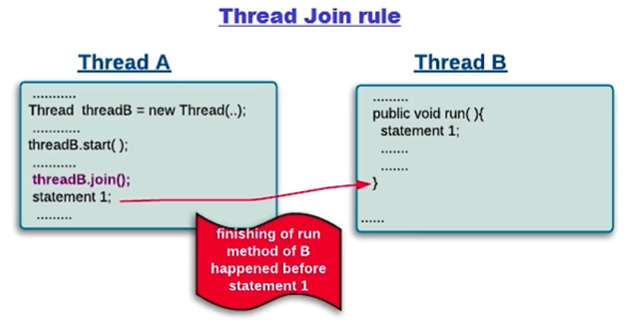 Thread Join rule
Thread A
............
Thread  threadB = new Thread(..);
............
threadB.start( );
............
threadB.join();
statement 1;
.........
Thread B
.........
public void run( ){
statement 1;
.......
.......
}
......
finishing of run
method of B
happened before
statement 1